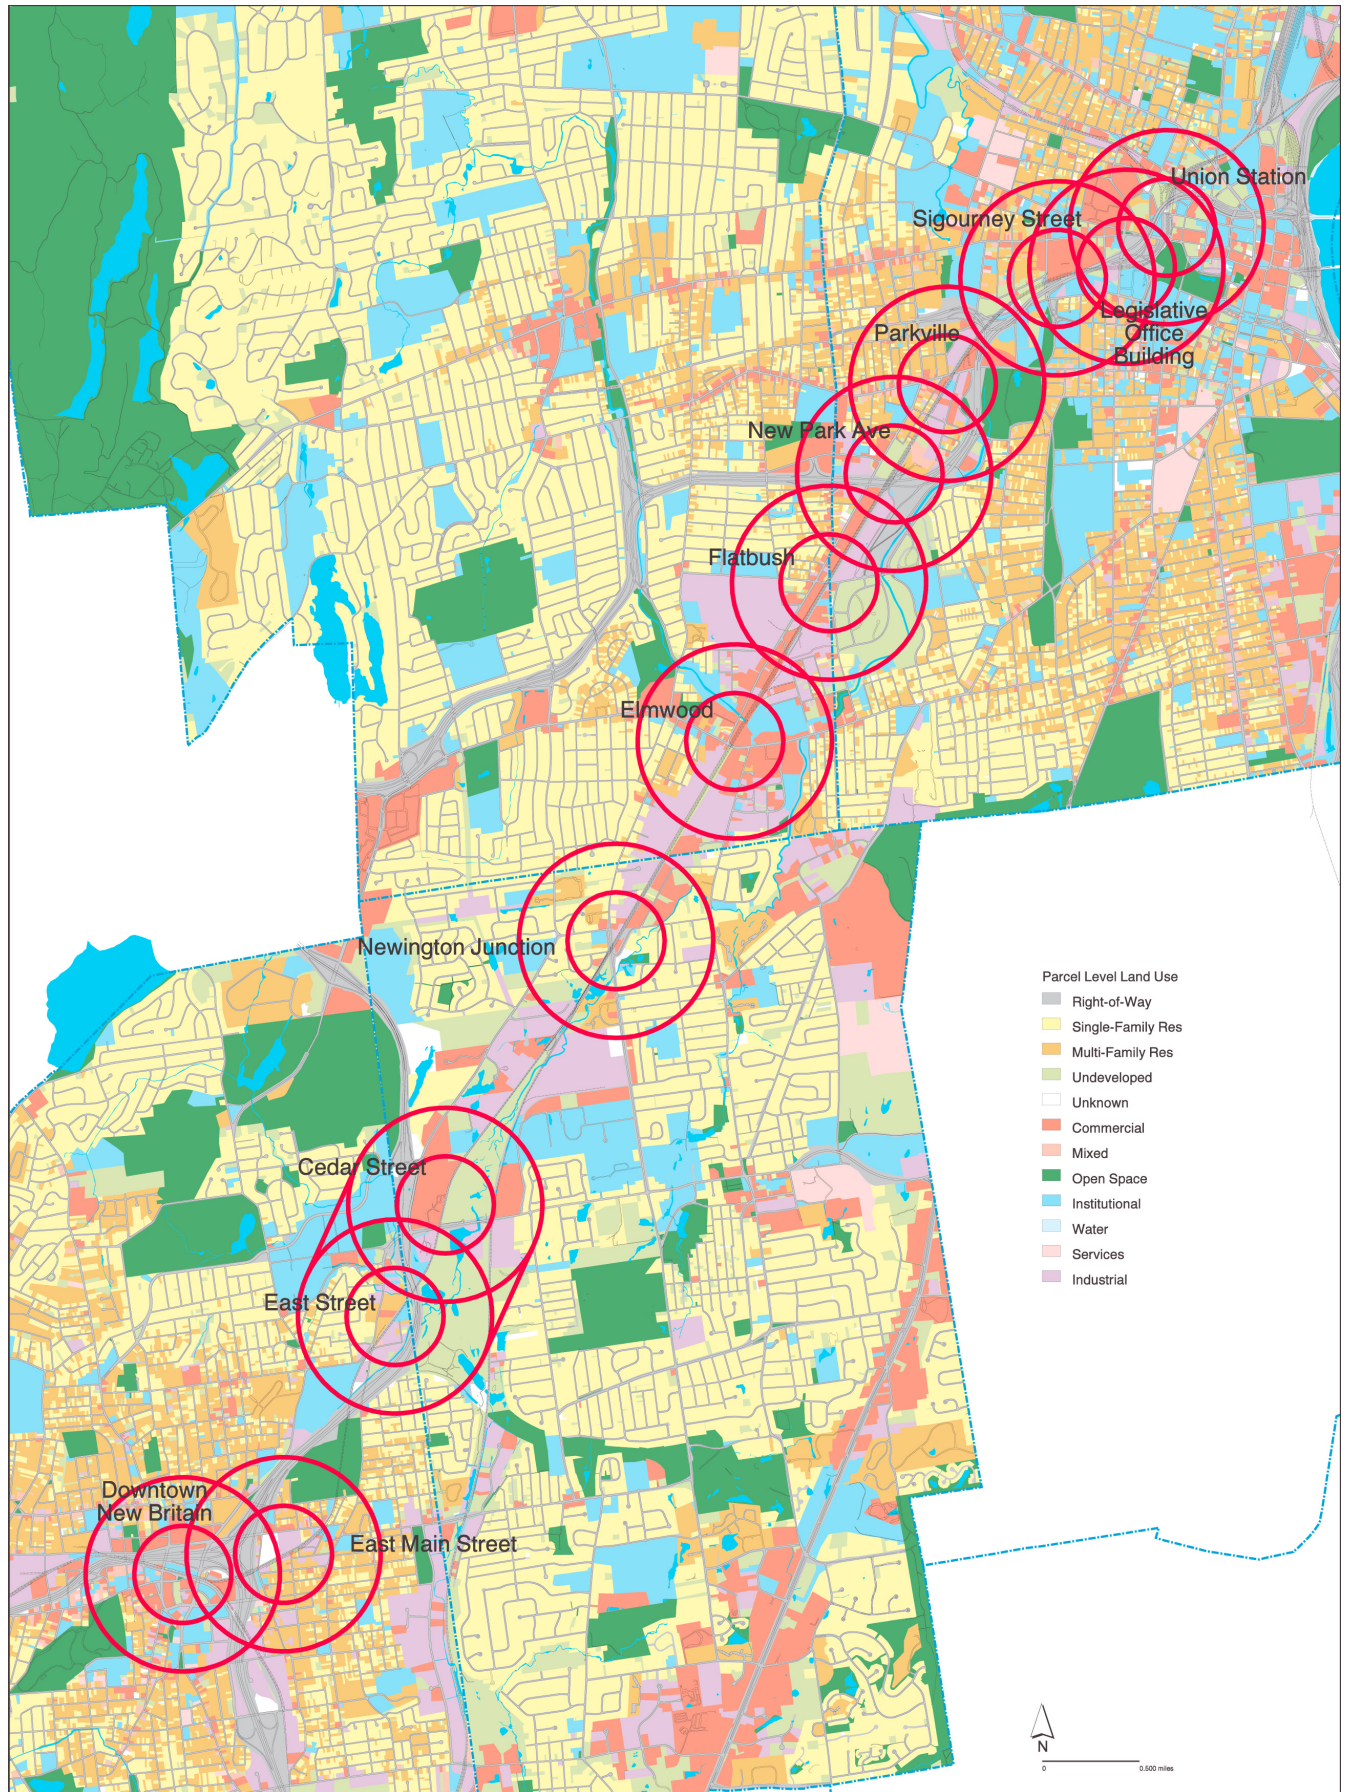 Union Station
Sigourney Street
Legislative
Office
Building
Parkville
New Park Ave
Flatbush
Elmwood
Newington Junction
Parcel Level Land Use
Right-of-Way
Single-Family Res
Multi-Family Res
Undeveloped
Unknown
Commercial
Mixed
Open Space
Institutional
Water
Services
Industrial
Cedar Street
East Street
Downtown
New Britain
East Main Street
N
0 0.500 miles